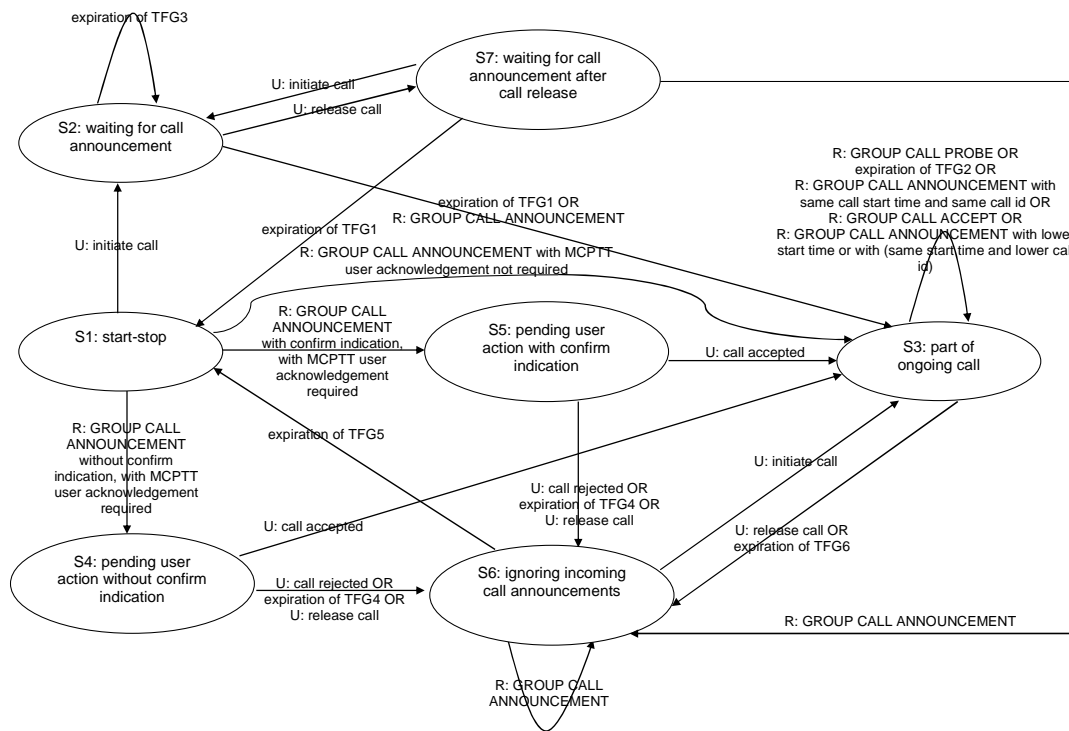 expiration of TFG3
S7: waiting for call
announcement after
call release
U: initiate call
U: release call
S2: waiting for call
announcement
R: GROUP CALL PROBE OR
expiration of TFG2 OR
R: GROUP CALL ANNOUNCEMENT with
same call start time and same call id OR
R: GROUP CALL ACCEPT OR
R: GROUP CALL ANNOUNCEMENT with lower
start time or with (same start time and lower call
id)
expiration of TFG1 OR
R: GROUP CALL ANNOUNCEMENT
expiration of TFG1
U: initiate call
R: GROUP CALL ANNOUNCEMENT with MCPTT
user acknowledgement not required
S1: start-stop
R: GROUP CALL
ANNOUNCEMENT
with confirm indication,
with MCPTT user
acknowledgement
required
S5: pending user
action with confirm
indication
U: call accepted
S3: part of
ongoing call
R: GROUP CALL
ANNOUNCEMENT
without confirm
indication, with MCPTT
user acknowledgement
required
expiration of TFG5
U: initiate call
U: call rejected OR
expiration of TFG4 OR
U: release call
U: call accepted
U: release call OR
expiration of TFG6
S4: pending user
action without confirm
indication
U: call rejected OR
expiration of TFG4 OR
U: release call
S6: ignoring incoming
call announcements
R: GROUP CALL ANNOUNCEMENT
R: GROUP CALL
ANNOUNCEMENT